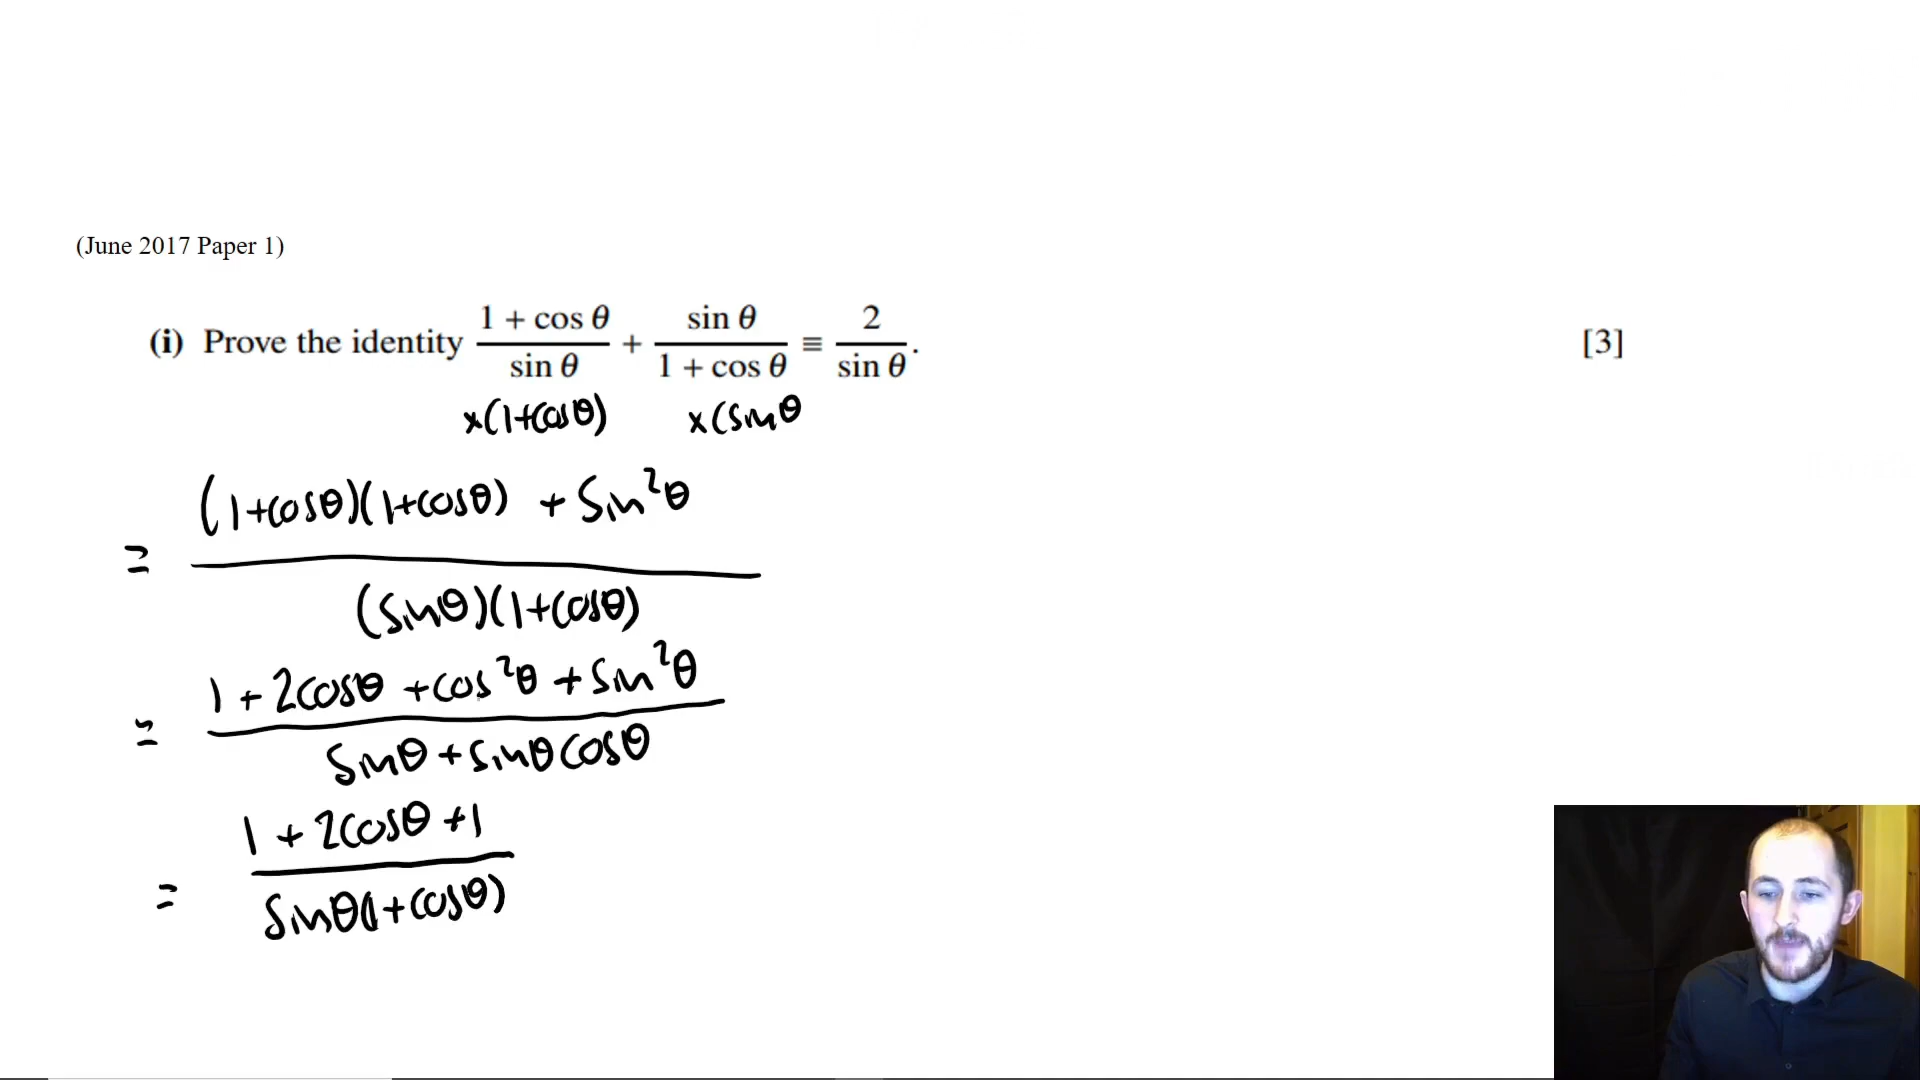 (June 2017 Paper 1)
(i) Prove the identity (1 + cos θ)/(sin θ) + (sin θ)/(1 + cos θ) ≡ 2/(sin θ). [3]
x(1+cosθ) x(sinθ
= ((1+cosθ)(1+cosθ) + sin²θ)/((sinθ)(1+cosθ))
= (1 + 2cosθ + cos²θ + sin²θ)/(sinθ + sinθcosθ)
= (1 + 2cosθ + 1)/(sinθ(1+cosθ))